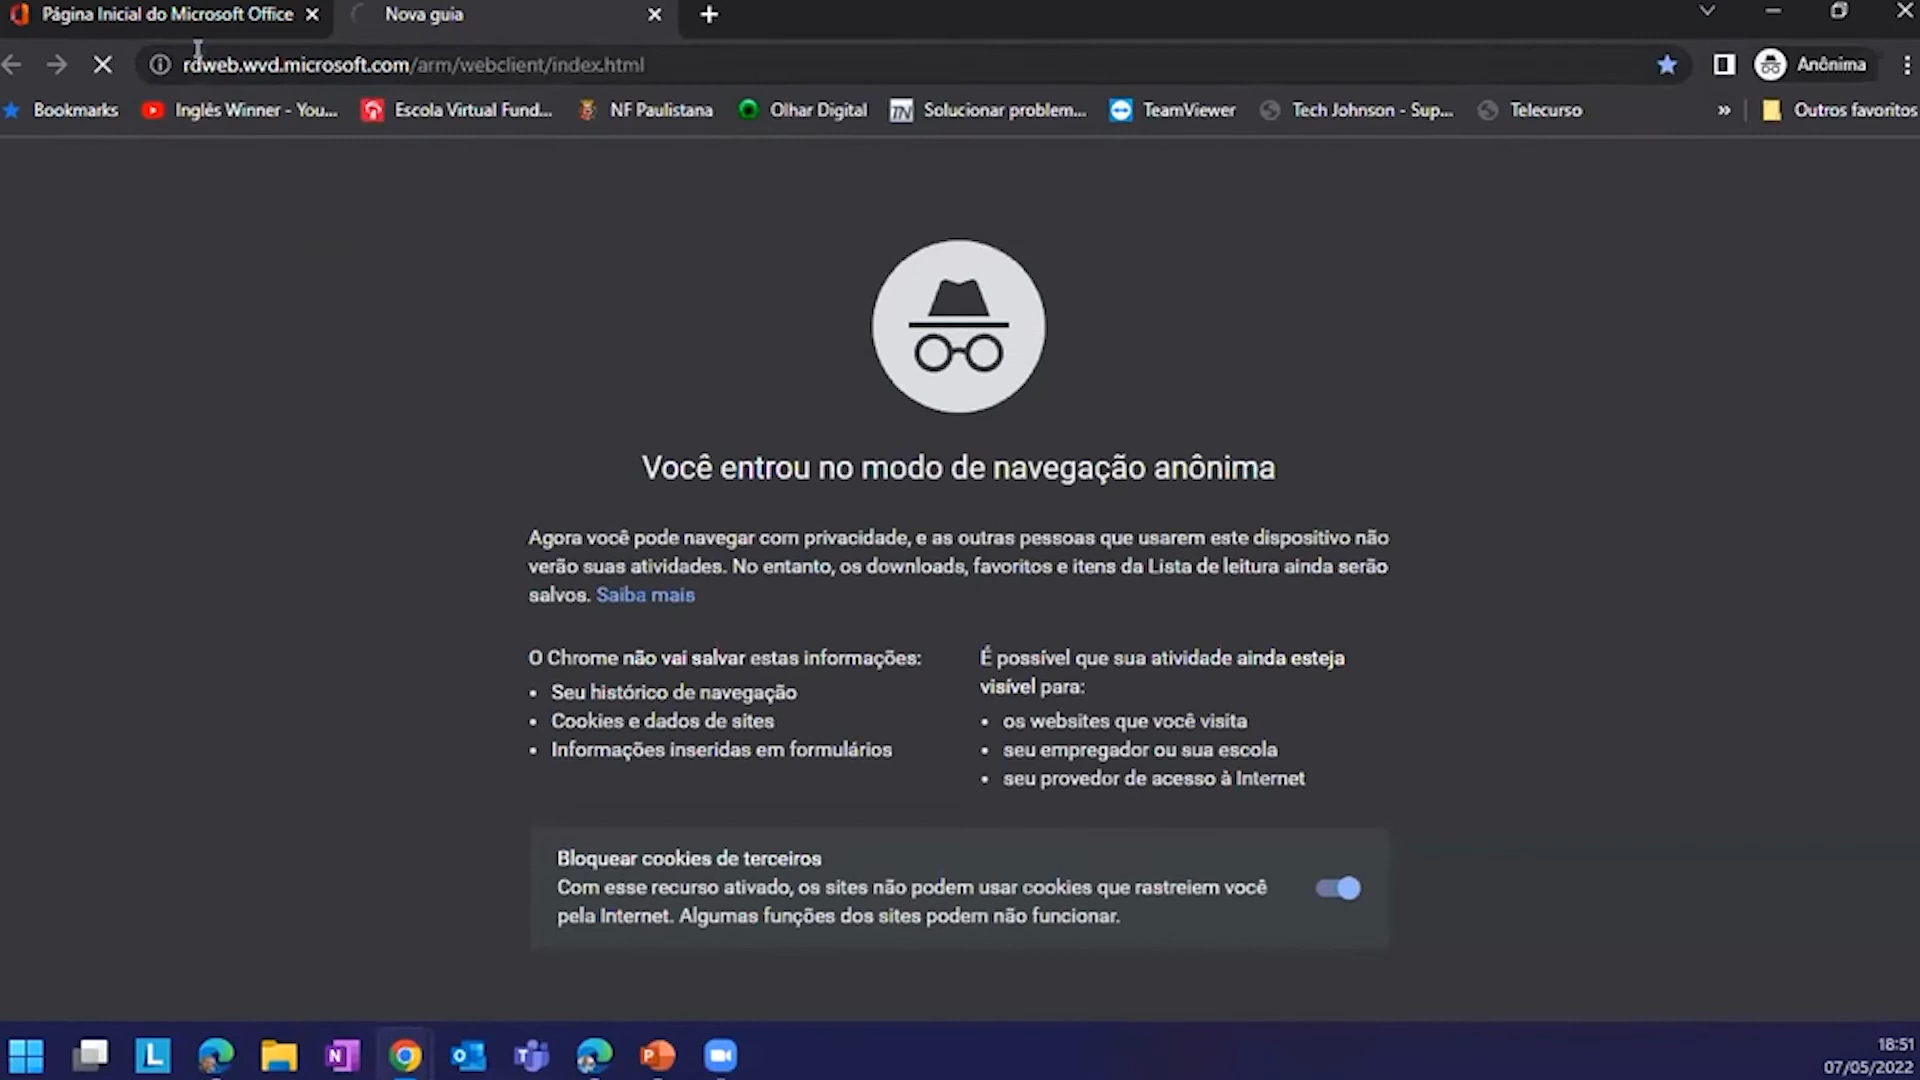 Página Inicial do Microsoft Office
Nova guia
rdweb.wvd.microsoft.com/arm/webclient/index.html
Anônima
Bookmarks
Inglês Winner - You...
Escola Virtual Fund...
NF Paulistana
Olhar Digital
Solucionar problem...
TeamViewer
Tech Johnson - Sup...
Telecurso
»
Outros favoritos
Você entrou no modo de navegação anônima
Agora você pode navegar com privacidade, e as outras pessoas que usarem este dispositivo não
verão suas atividades. No entanto, os downloads, favoritos e itens da Lista de leitura ainda serão
salvos. Saiba mais
O Chrome não vai salvar estas informações:
• Seu histórico de navegação
• Cookies e dados de sites
• Informações inseridas em formulários
É possível que sua atividade ainda esteja
visível para:
• os websites que você visita
• seu empregador ou sua escola
• seu provedor de acesso à Internet
Bloquear cookies de terceiros
Com esse recurso ativado, os sites não podem usar cookies que rastreiem você
pela Internet. Algumas funções dos sites podem não funcionar.
18:51
07/05/2022